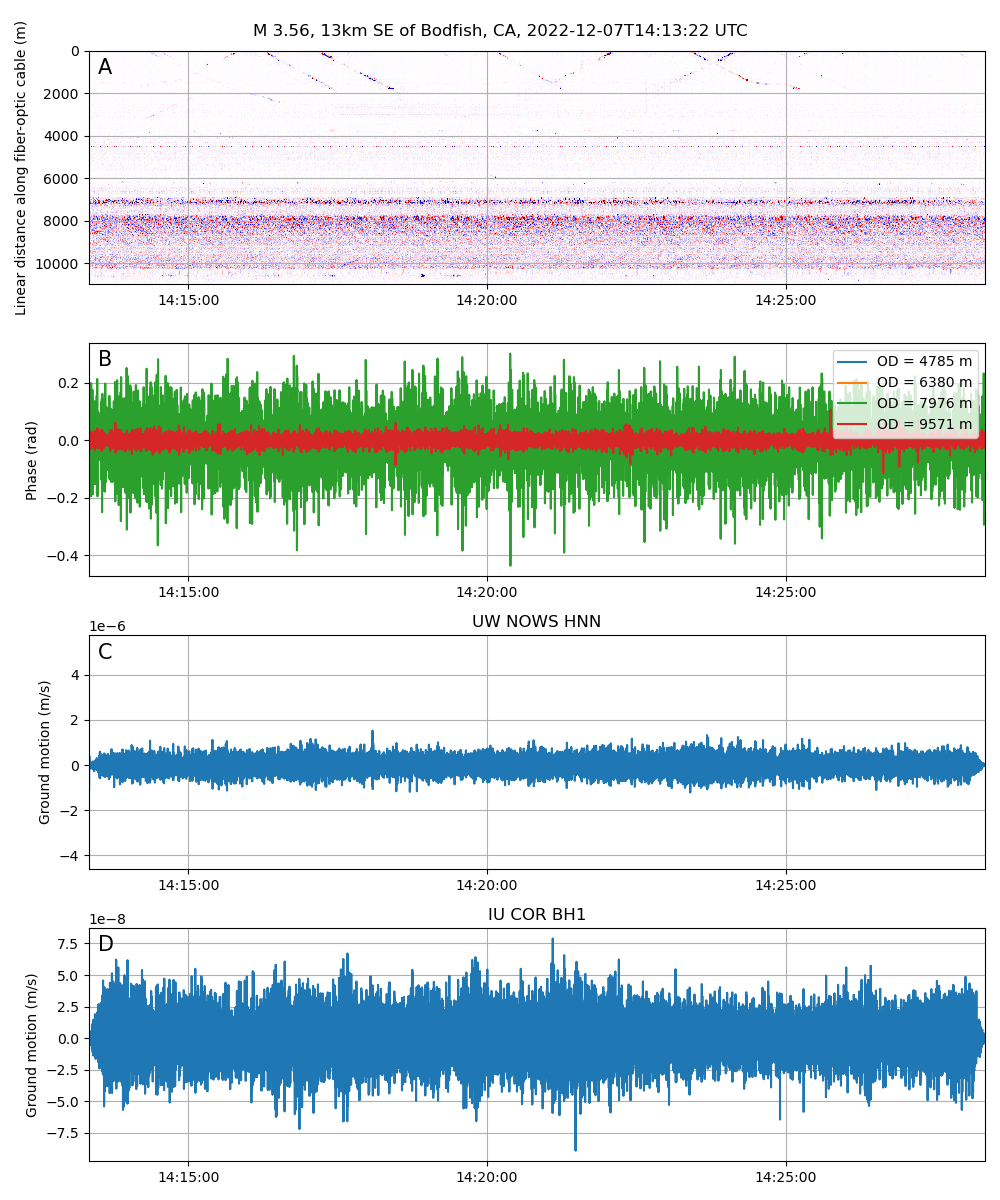 M 3.56, 13km SE of Bodfish, CA, 2022-12-07T14:13:22 UTC
A
Linear distance along fiber-optic cable (m)
0
2000
4000
6000
8000
10000
14:15:00 14:20:00 14:25:00
B
Phase (rad)
0.2
0.0
−0.2
−0.4
OD = 4785 m
OD = 6380 m
OD = 7976 m
OD = 9571 m
14:15:00 14:20:00 14:25:00
UW NOWS HNN
1e−6
C
Ground motion (m/s)
4
2
0
−2
−4
14:15:00 14:20:00 14:25:00
IU COR BH1
1e−8
D
Ground motion (m/s)
7.5
5.0
2.5
0.0
−2.5
−5.0
−7.5
14:15:00 14:20:00 14:25:00